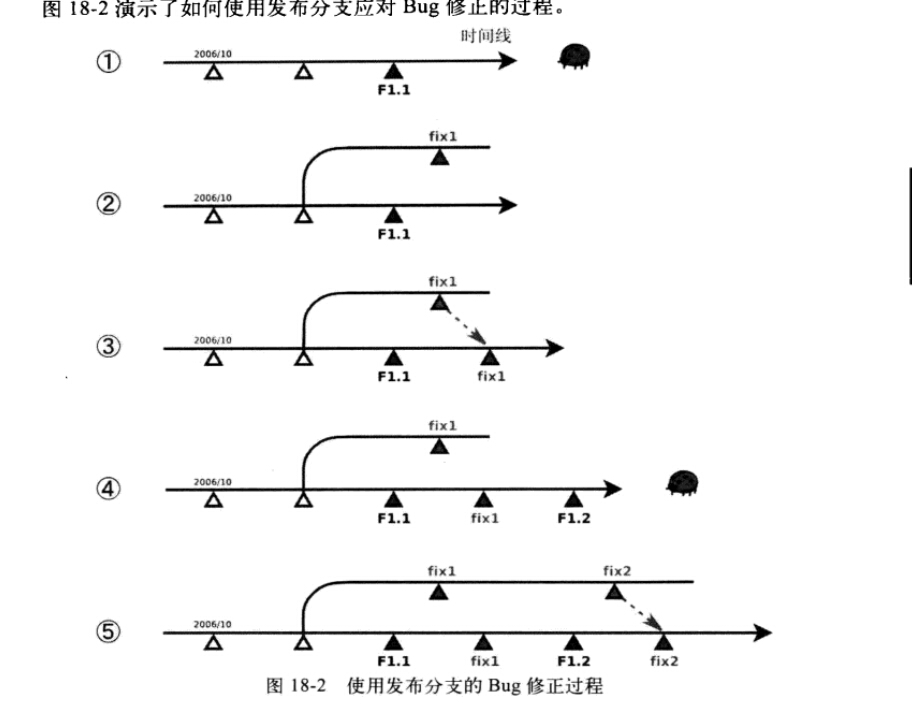 图 18-2 演示了如何使用发布分支应对 Bug 修正的过程。
时间线
① 2006/10
F1.1
fix1
② 2006/10
F1.1
fix1
③ 2006/10
F1.1 fix1
fix1
④ 2006/10
F1.1 fix1 F1.2
fix1 fix2
⑤ 2006/10
F1.1 fix1 F1.2 fix2
图 18-2 使用发布分支的 Bug 修正过程